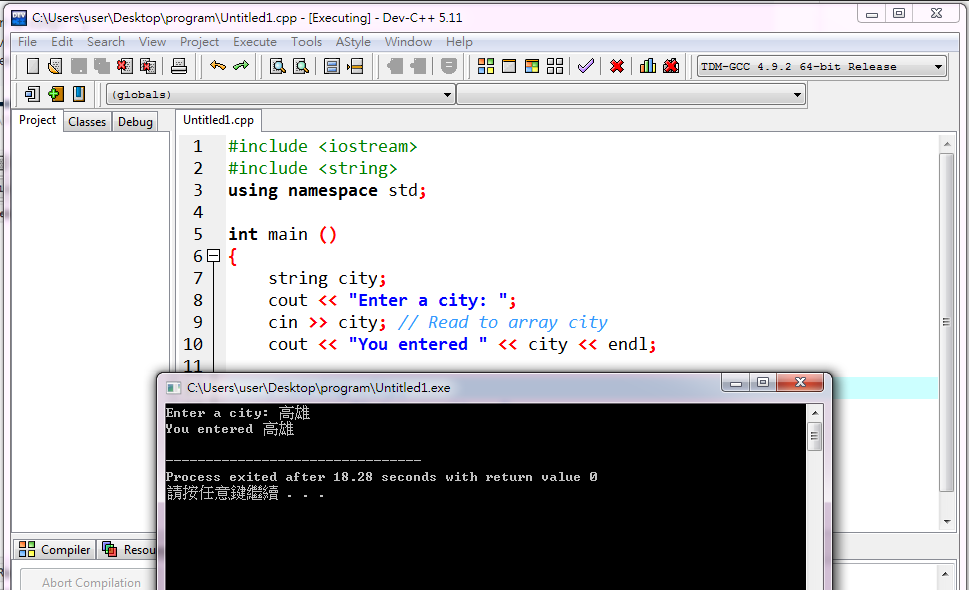 C:\Users\user\Desktop\program\Untitled1.cpp - [Executing] - Dev-C++ 5.11
File Edit Search View Project Execute Tools AStyle Window Help
TDM-GCC 4.9.2 64-bit Release
(globals)
Project Classes Debug
Untitled1.cpp
1 #include <iostream>
2 #include <string>
3 using namespace std;
4
5 int main ()
6 {
7 string city;
8 cout << "Enter a city: ";
9 cin >> city; // Read to array city
10 cout << "You entered " << city << endl;
11
C:\Users\user\Desktop\program\Untitled1.exe
Enter a city: 高雄
You entered 高雄
--------------------------------
Process exited after 18.28 seconds with return value 0
請按任意鍵繼續 . . .
Compiler Resou
Abort Compilation